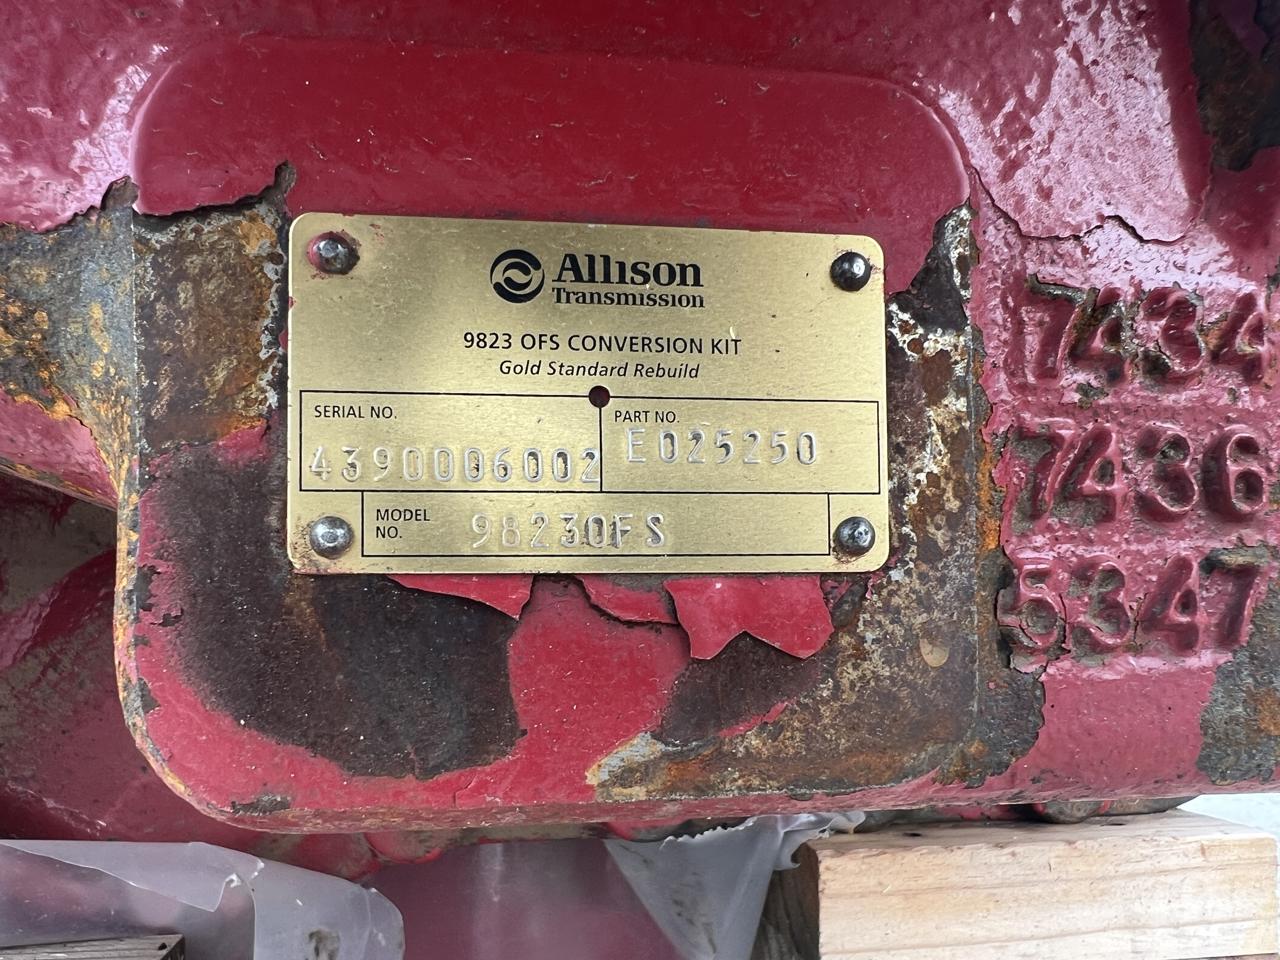 Allison
Transmission
9823 OFS CONVERSION KIT
Gold Standard Rebuild
SERIAL NO.
4390006002
PART NO.
E025250
MODEL
NO.
9823OFS
7434
7436
5347